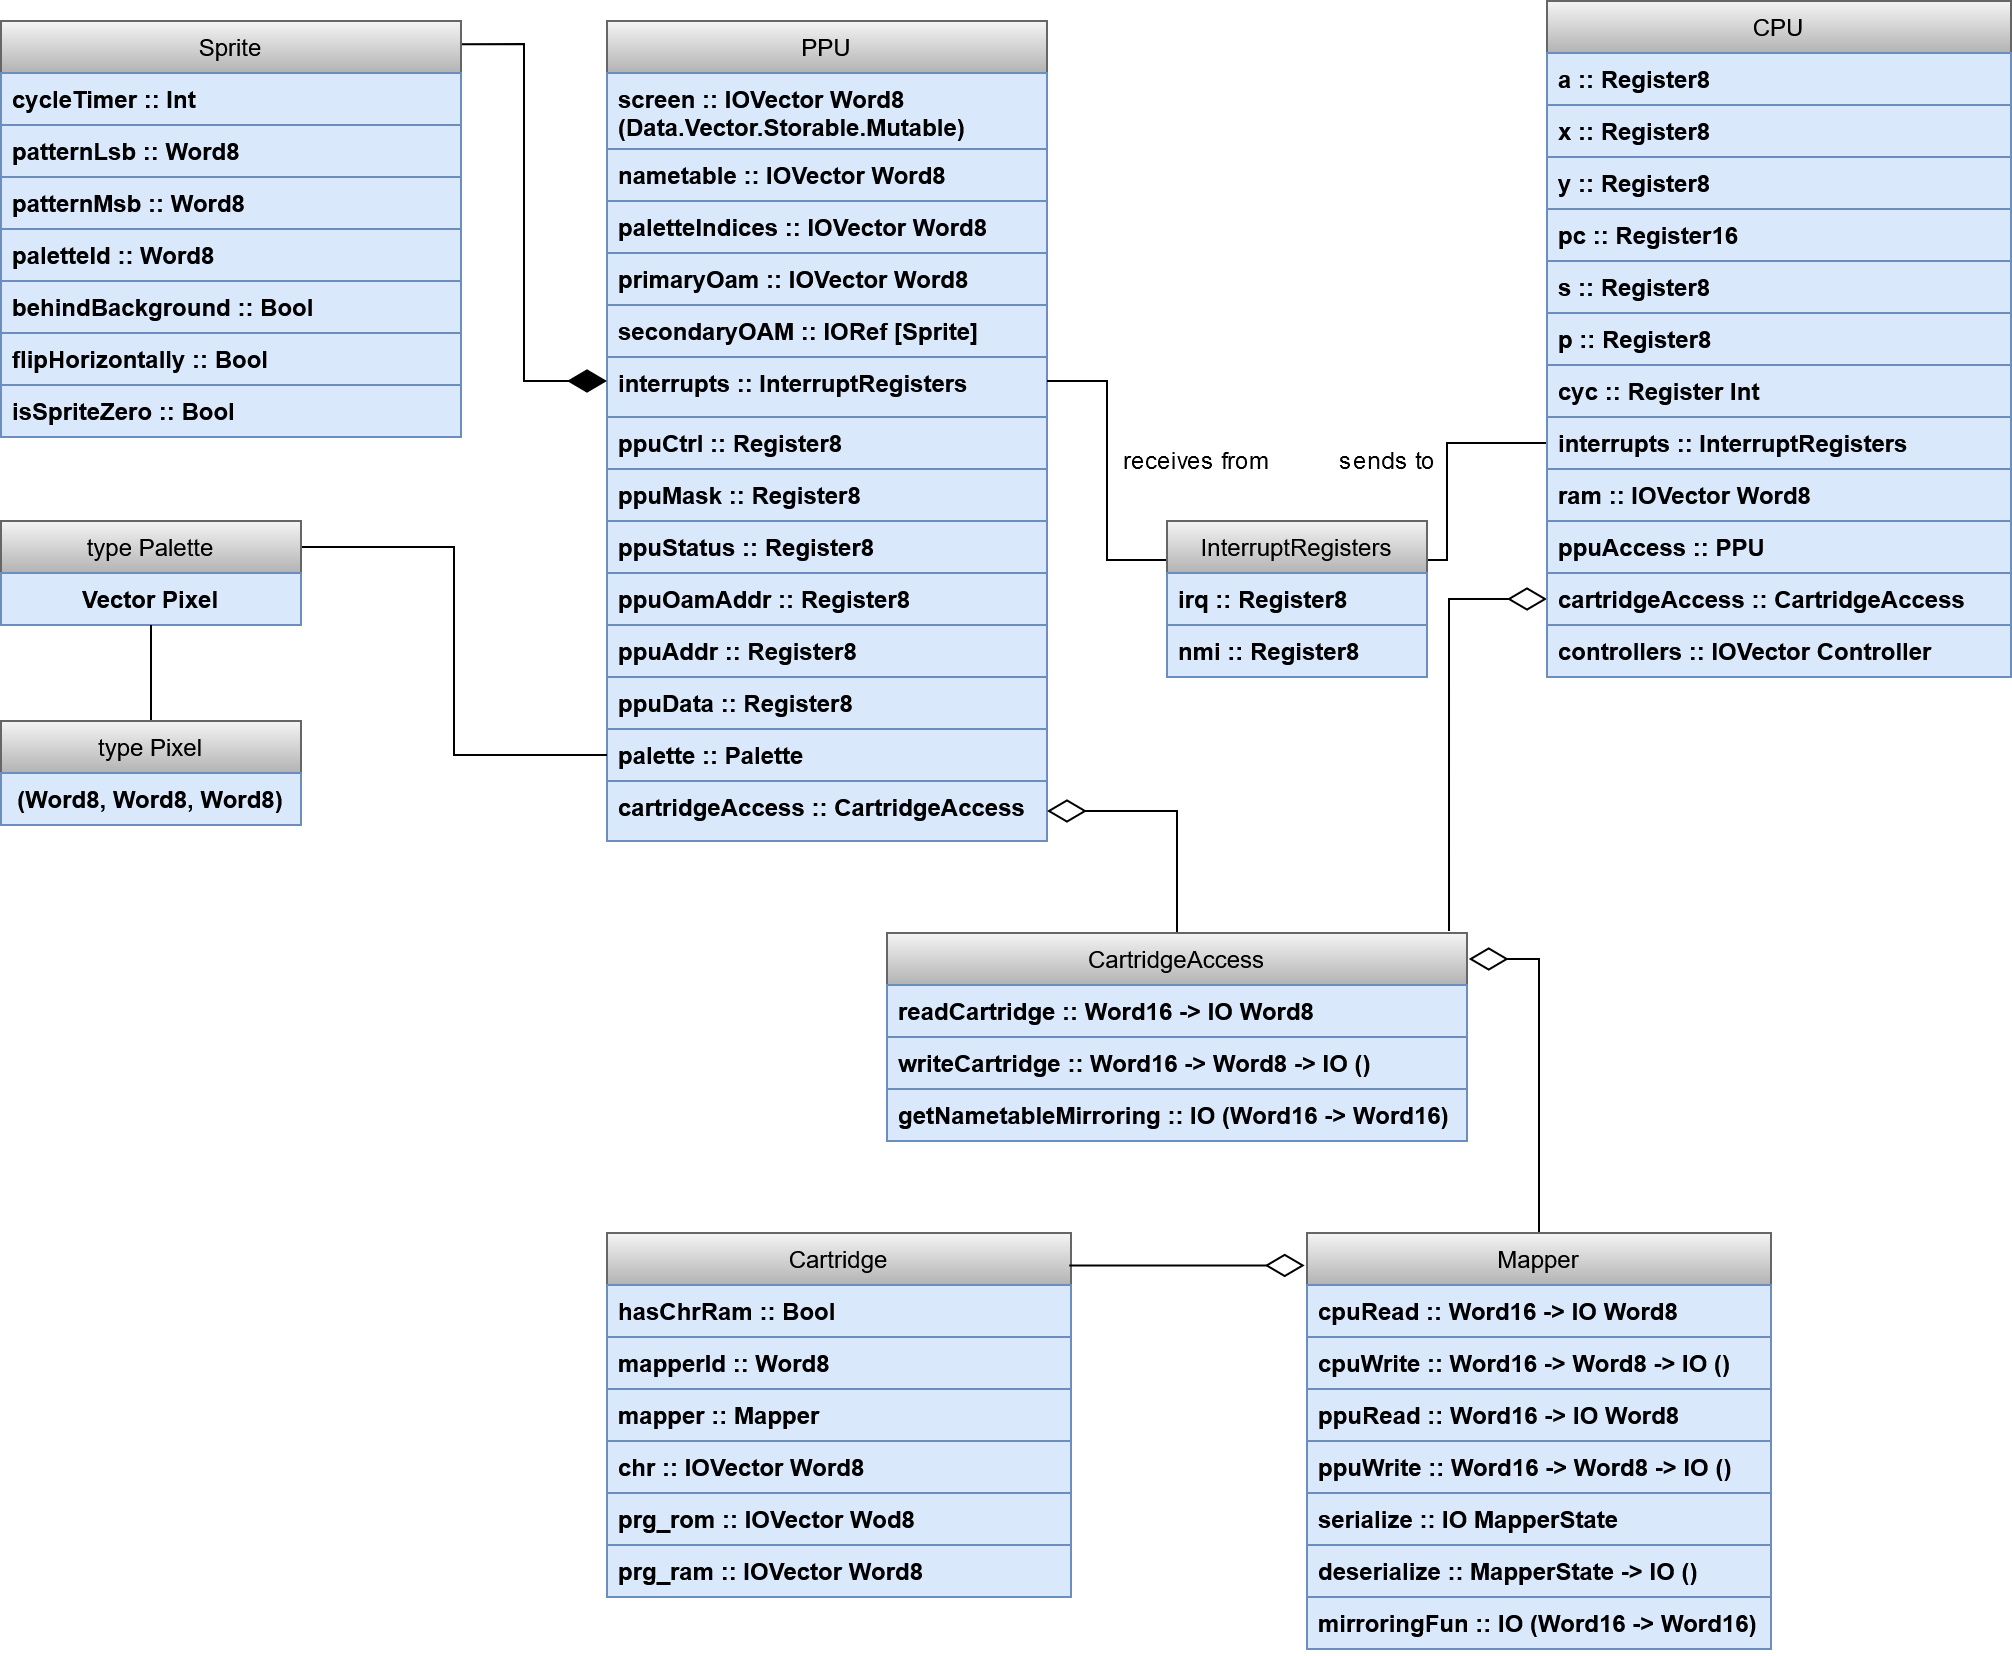 Sprite
cycleTimer :: Int
patternLsb :: Word8
patternMsb :: Word8
paletteId :: Word8
behindBackground :: Bool
flipHorizontally :: Bool
isSpriteZero :: Bool
type Palette
Vector Pixel
type Pixel
(Word8, Word8, Word8)
PPU
screen :: IOVector Word8
(Data.Vector.Storable.Mutable)
nametable :: IOVector Word8
paletteIndices :: IOVector Word8
primaryOam :: IOVector Word8
secondaryOAM :: IORef [Sprite]
interrupts :: InterruptRegisters
ppuCtrl :: Register8
ppuMask :: Register8
ppuStatus :: Register8
ppuOamAddr :: Register8
ppuAddr :: Register8
ppuData :: Register8
palette :: Palette
cartridgeAccess :: CartridgeAccess
receives from
sends to
InterruptRegisters
irq :: Register8
nmi :: Register8
CPU
a :: Register8
x :: Register8
y :: Register8
pc :: Register16
s :: Register8
p :: Register8
cyc :: Register Int
interrupts :: InterruptRegisters
ram :: IOVector Word8
ppuAccess :: PPU
cartridgeAccess :: CartridgeAccess
controllers :: IOVector Controller
CartridgeAccess
readCartridge :: Word16 -> IO Word8
writeCartridge :: Word16 -> Word8 -> IO ()
getNametableMirroring :: IO (Word16 -> Word16)
Cartridge
hasChrRam :: Bool
mapperId :: Word8
mapper :: Mapper
chr :: IOVector Word8
prg_rom :: IOVector Wod8
prg_ram :: IOVector Word8
Mapper
cpuRead :: Word16 -> IO Word8
cpuWrite :: Word16 -> Word8 -> IO ()
ppuRead :: Word16 -> IO Word8
ppuWrite :: Word16 -> Word8 -> IO ()
serialize :: IO MapperState
deserialize :: MapperState -> IO ()
mirroringFun :: IO (Word16 -> Word16)